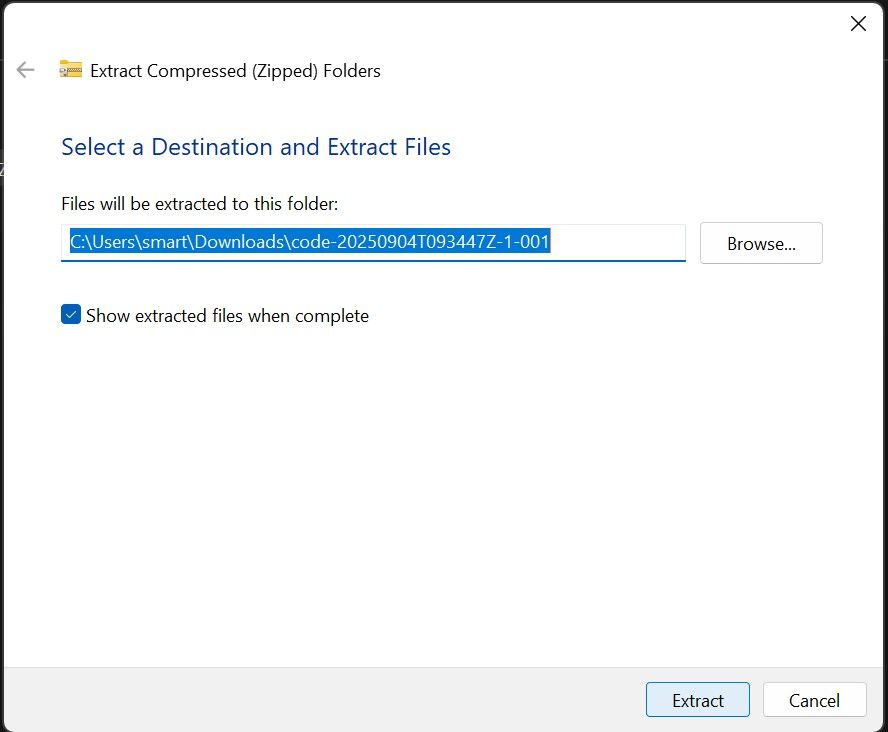 Extract Compressed (Zipped) Folders
Select a Destination and Extract Files
Files will be extracted to this folder:
C:\Users\smart\Downloads\code-20250904T093447Z-1-001
Browse...
Show extracted files when complete
Extract
Cancel